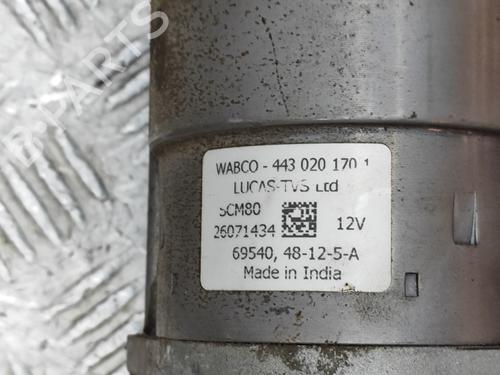 WABCO - 443 020 170 1
LUCAS-TVS Ltd
SCM80
26071434
12V
69540, 48-12-5-A
Made in India
B-PARTS